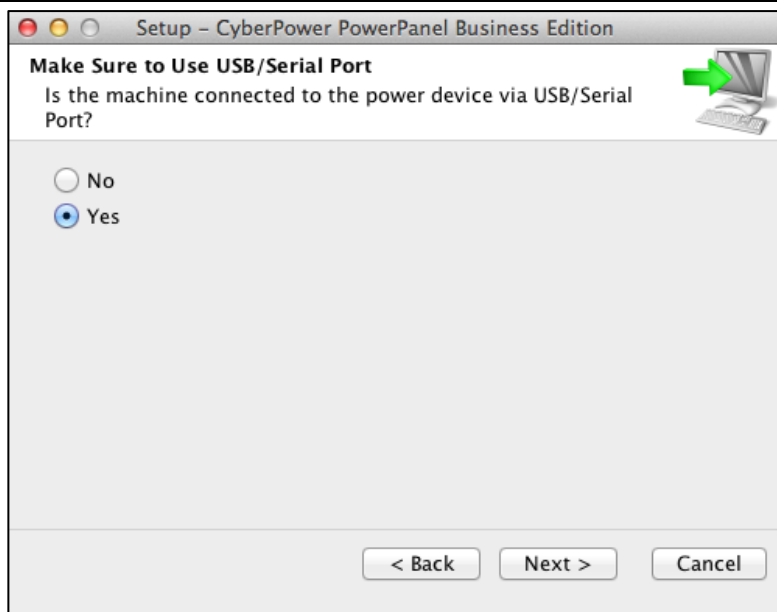 Setup – CyberPower PowerPanel Business Edition
Make Sure to Use USB/Serial Port
Is the machine connected to the power device via USB/Serial
Port?
No
Yes
< Back Next > Cancel